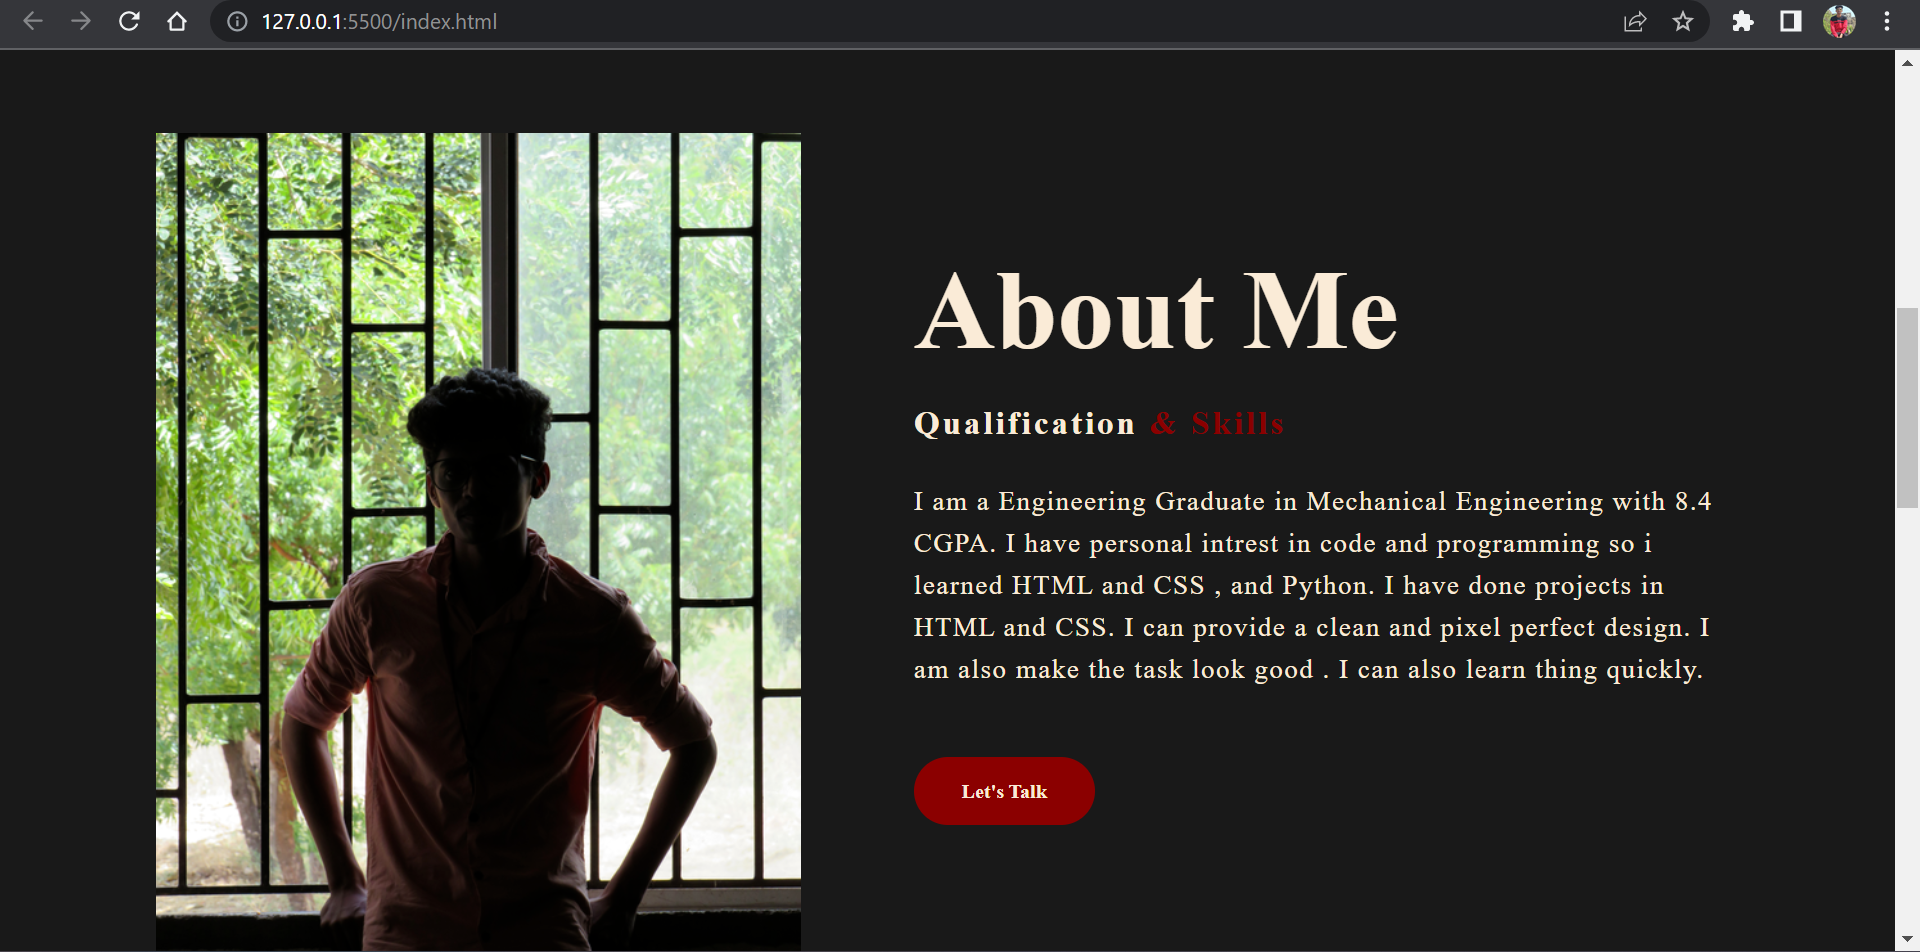 127.0.0.1:5500/index.html
About Me
Qualification & Skills
I am a Engineering Graduate in Mechanical Engineering with 8.4
CGPA. I have personal intrest in code and programming so i
learned HTML and CSS , and Python. I have done projects in
HTML and CSS. I can provide a clean and pixel perfect design. I
am also make the task look good . I can also learn thing quickly.
Let's Talk